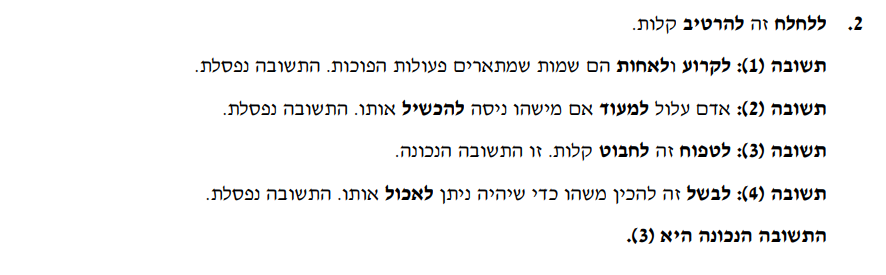 2. ללחלח זה להרטיב קלות.
תשובה (1): לקרוע ולאחות הם שמות שמתארים פעולות הפוכות. התשובה נפסלת.
תשובה (2): אדם עלול למעוד אם מישהו ניסה להכשיל אותו. התשובה נפסלת.
תשובה (3): לטפוח זה לחבוט קלות. זו התשובה הנכונה.
תשובה (4): לבשל זה להכין משהו כדי שיהיה ניתן לאכול אותו. התשובה נפסלת.
התשובה הנכונה היא (3).